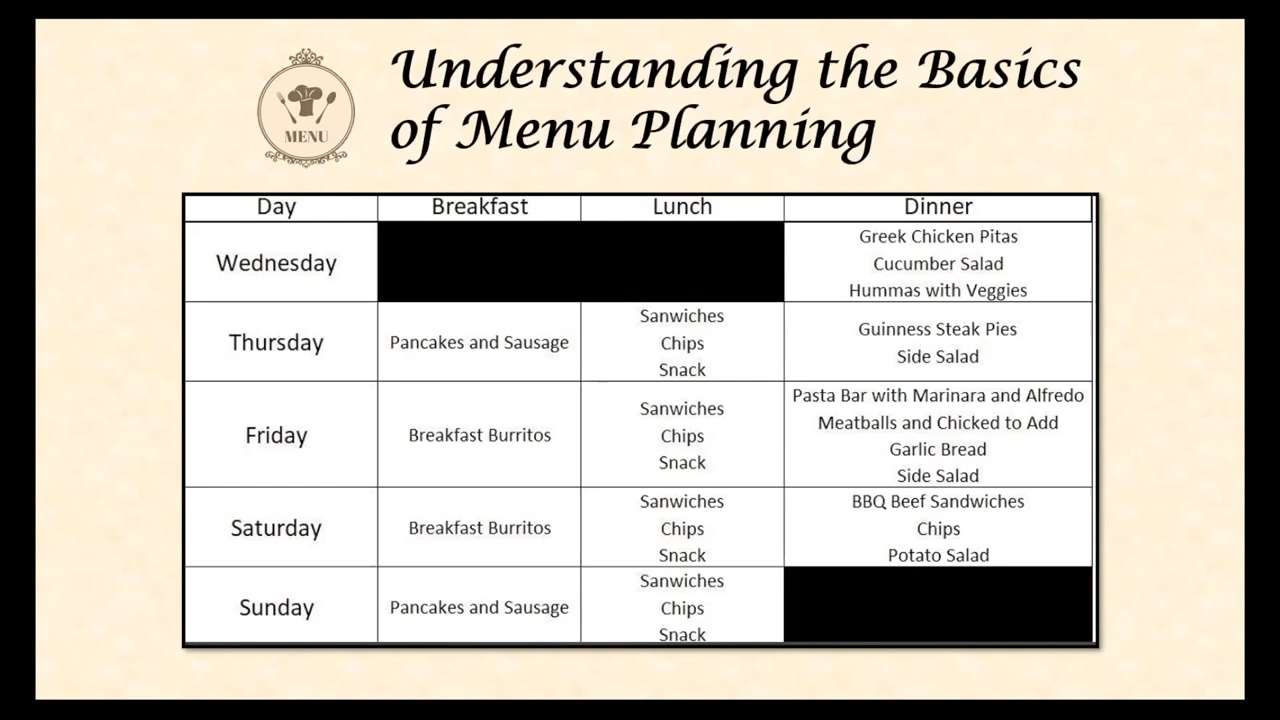 Understanding the Basics
of Menu Planning
MENU
Day Breakfast Lunch Dinner
Wednesday
Greek Chicken Pitas
Cucumber Salad
Hummas with Veggies
Thursday
Pancakes and Sausage
Sanwiches
Chips
Snack
Guinness Steak Pies
Side Salad
Friday
Breakfast Burritos
Sanwiches
Chips
Snack
Pasta Bar with Marinara and Alfredo
Meatballs and Chicked to Add
Garlic Bread
Side Salad
Saturday
Breakfast Burritos
Sanwiches
Chips
Snack
BBQ Beef Sandwiches
Chips
Potato Salad
Sunday
Pancakes and Sausage
Sanwiches
Chips
Snack